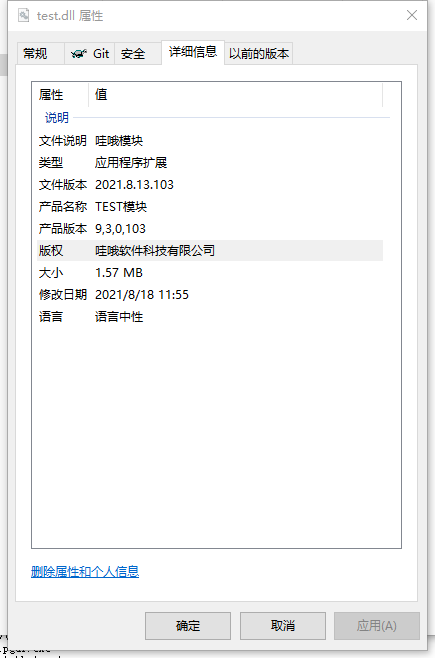 test.dll 属性
常规 Git 安全 详细信息 以前的版本
属性 值
说明
文件说明 哇哦模块
类型 应用程序扩展
文件版本 2021.8.13.103
产品名称 TEST模块
产品版本 9,3,0,103
版权 哇哦软件科技有限公司
大小 1.57 MB
修改日期 2021/8/18 11:55
语言 语言中性
删除属性和个人信息
确定 取消 应用(A)